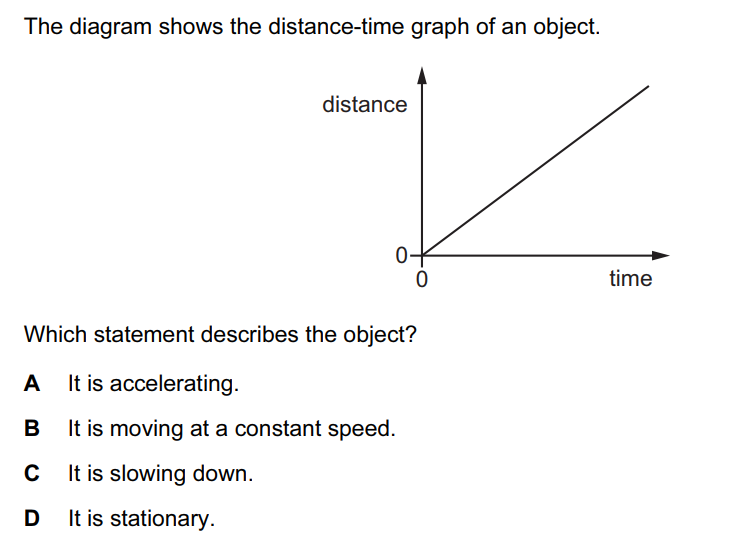 The diagram shows the distance-time graph of an object.
distance
0
0
time
Which statement describes the object?
A It is accelerating.
B It is moving at a constant speed.
C It is slowing down.
D It is stationary.